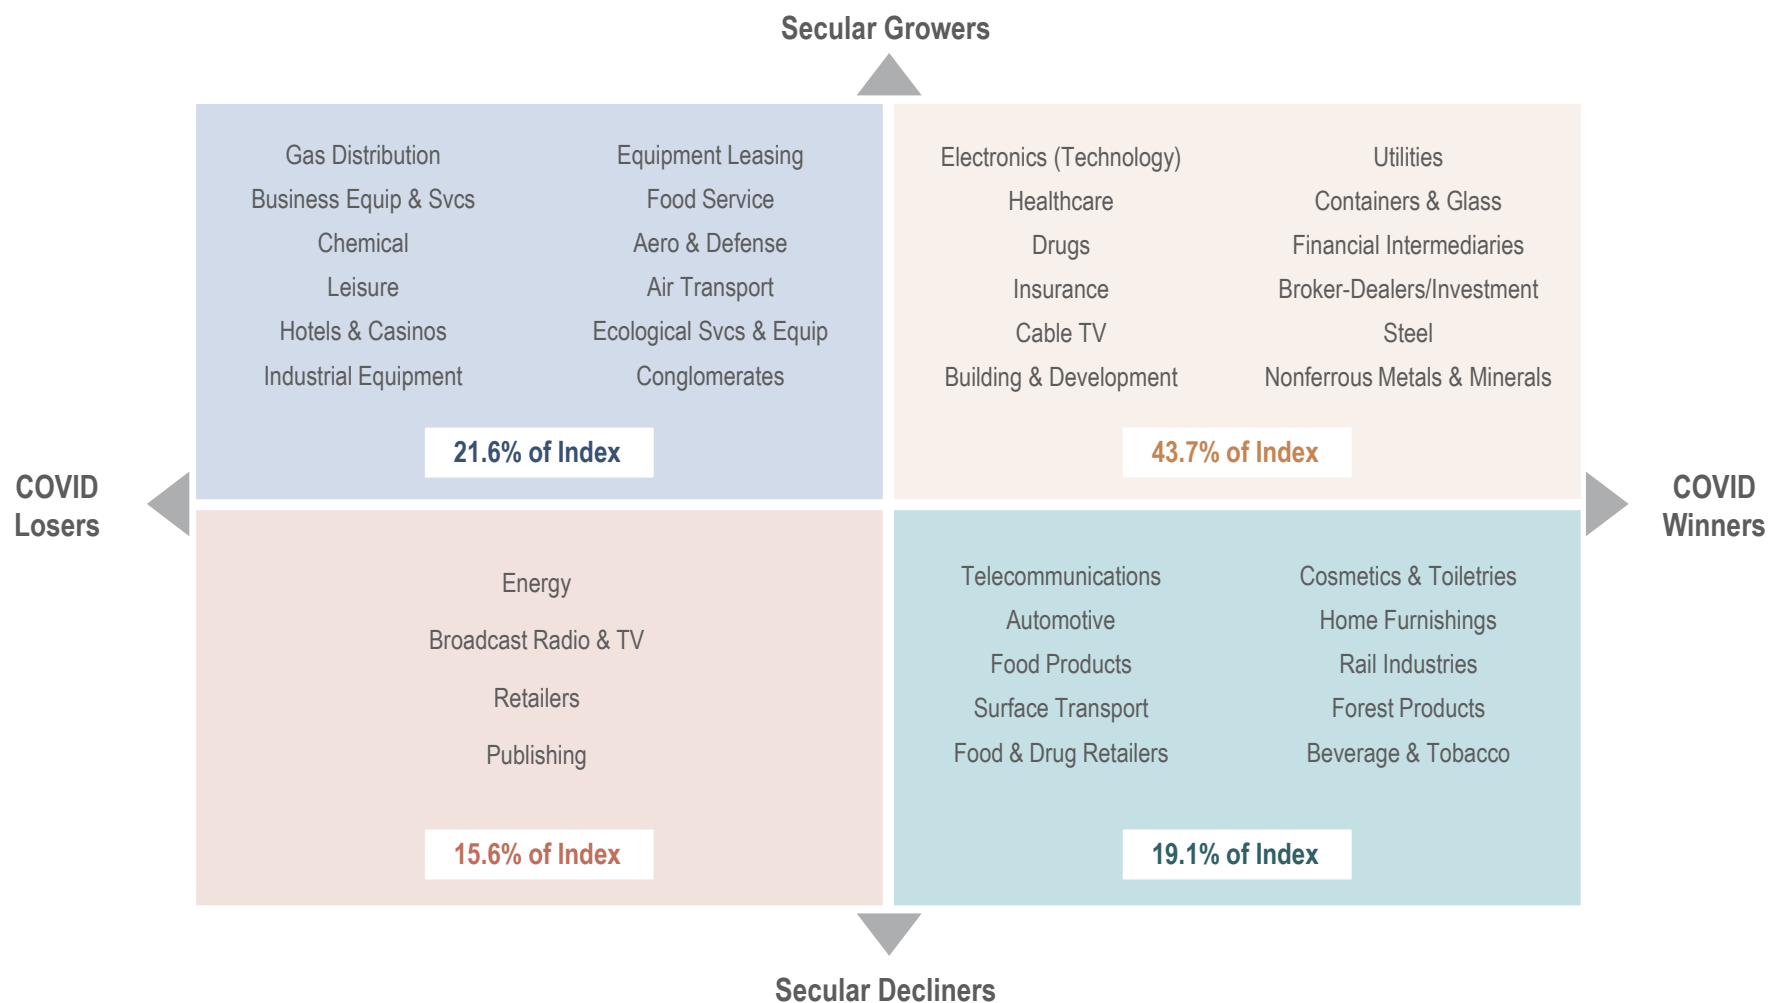 Secular Growers
Gas Distribution
Business Equip & Svcs
Chemical
Leisure
Hotels & Casinos
Industrial Equipment
Equipment Leasing
Food Service
Aero & Defense
Air Transport
Ecological Svcs & Equip
Conglomerates
21.6% of Index
Electronics (Technology)
Healthcare
Drugs
Insurance
Cable TV
Building & Development
Utilities
Containers & Glass
Financial Intermediaries
Broker-Dealers/Investment
Steel
Nonferrous Metals & Minerals
43.7% of Index
COVID
Losers
COVID
Winners
Energy
Broadcast Radio & TV
Retailers
Publishing
15.6% of Index
Telecommunications
Automotive
Food Products
Surface Transport
Food & Drug Retailers
Cosmetics & Toiletries
Home Furnishings
Rail Industries
Forest Products
Beverage & Tobacco
19.1% of Index
Secular Decliners